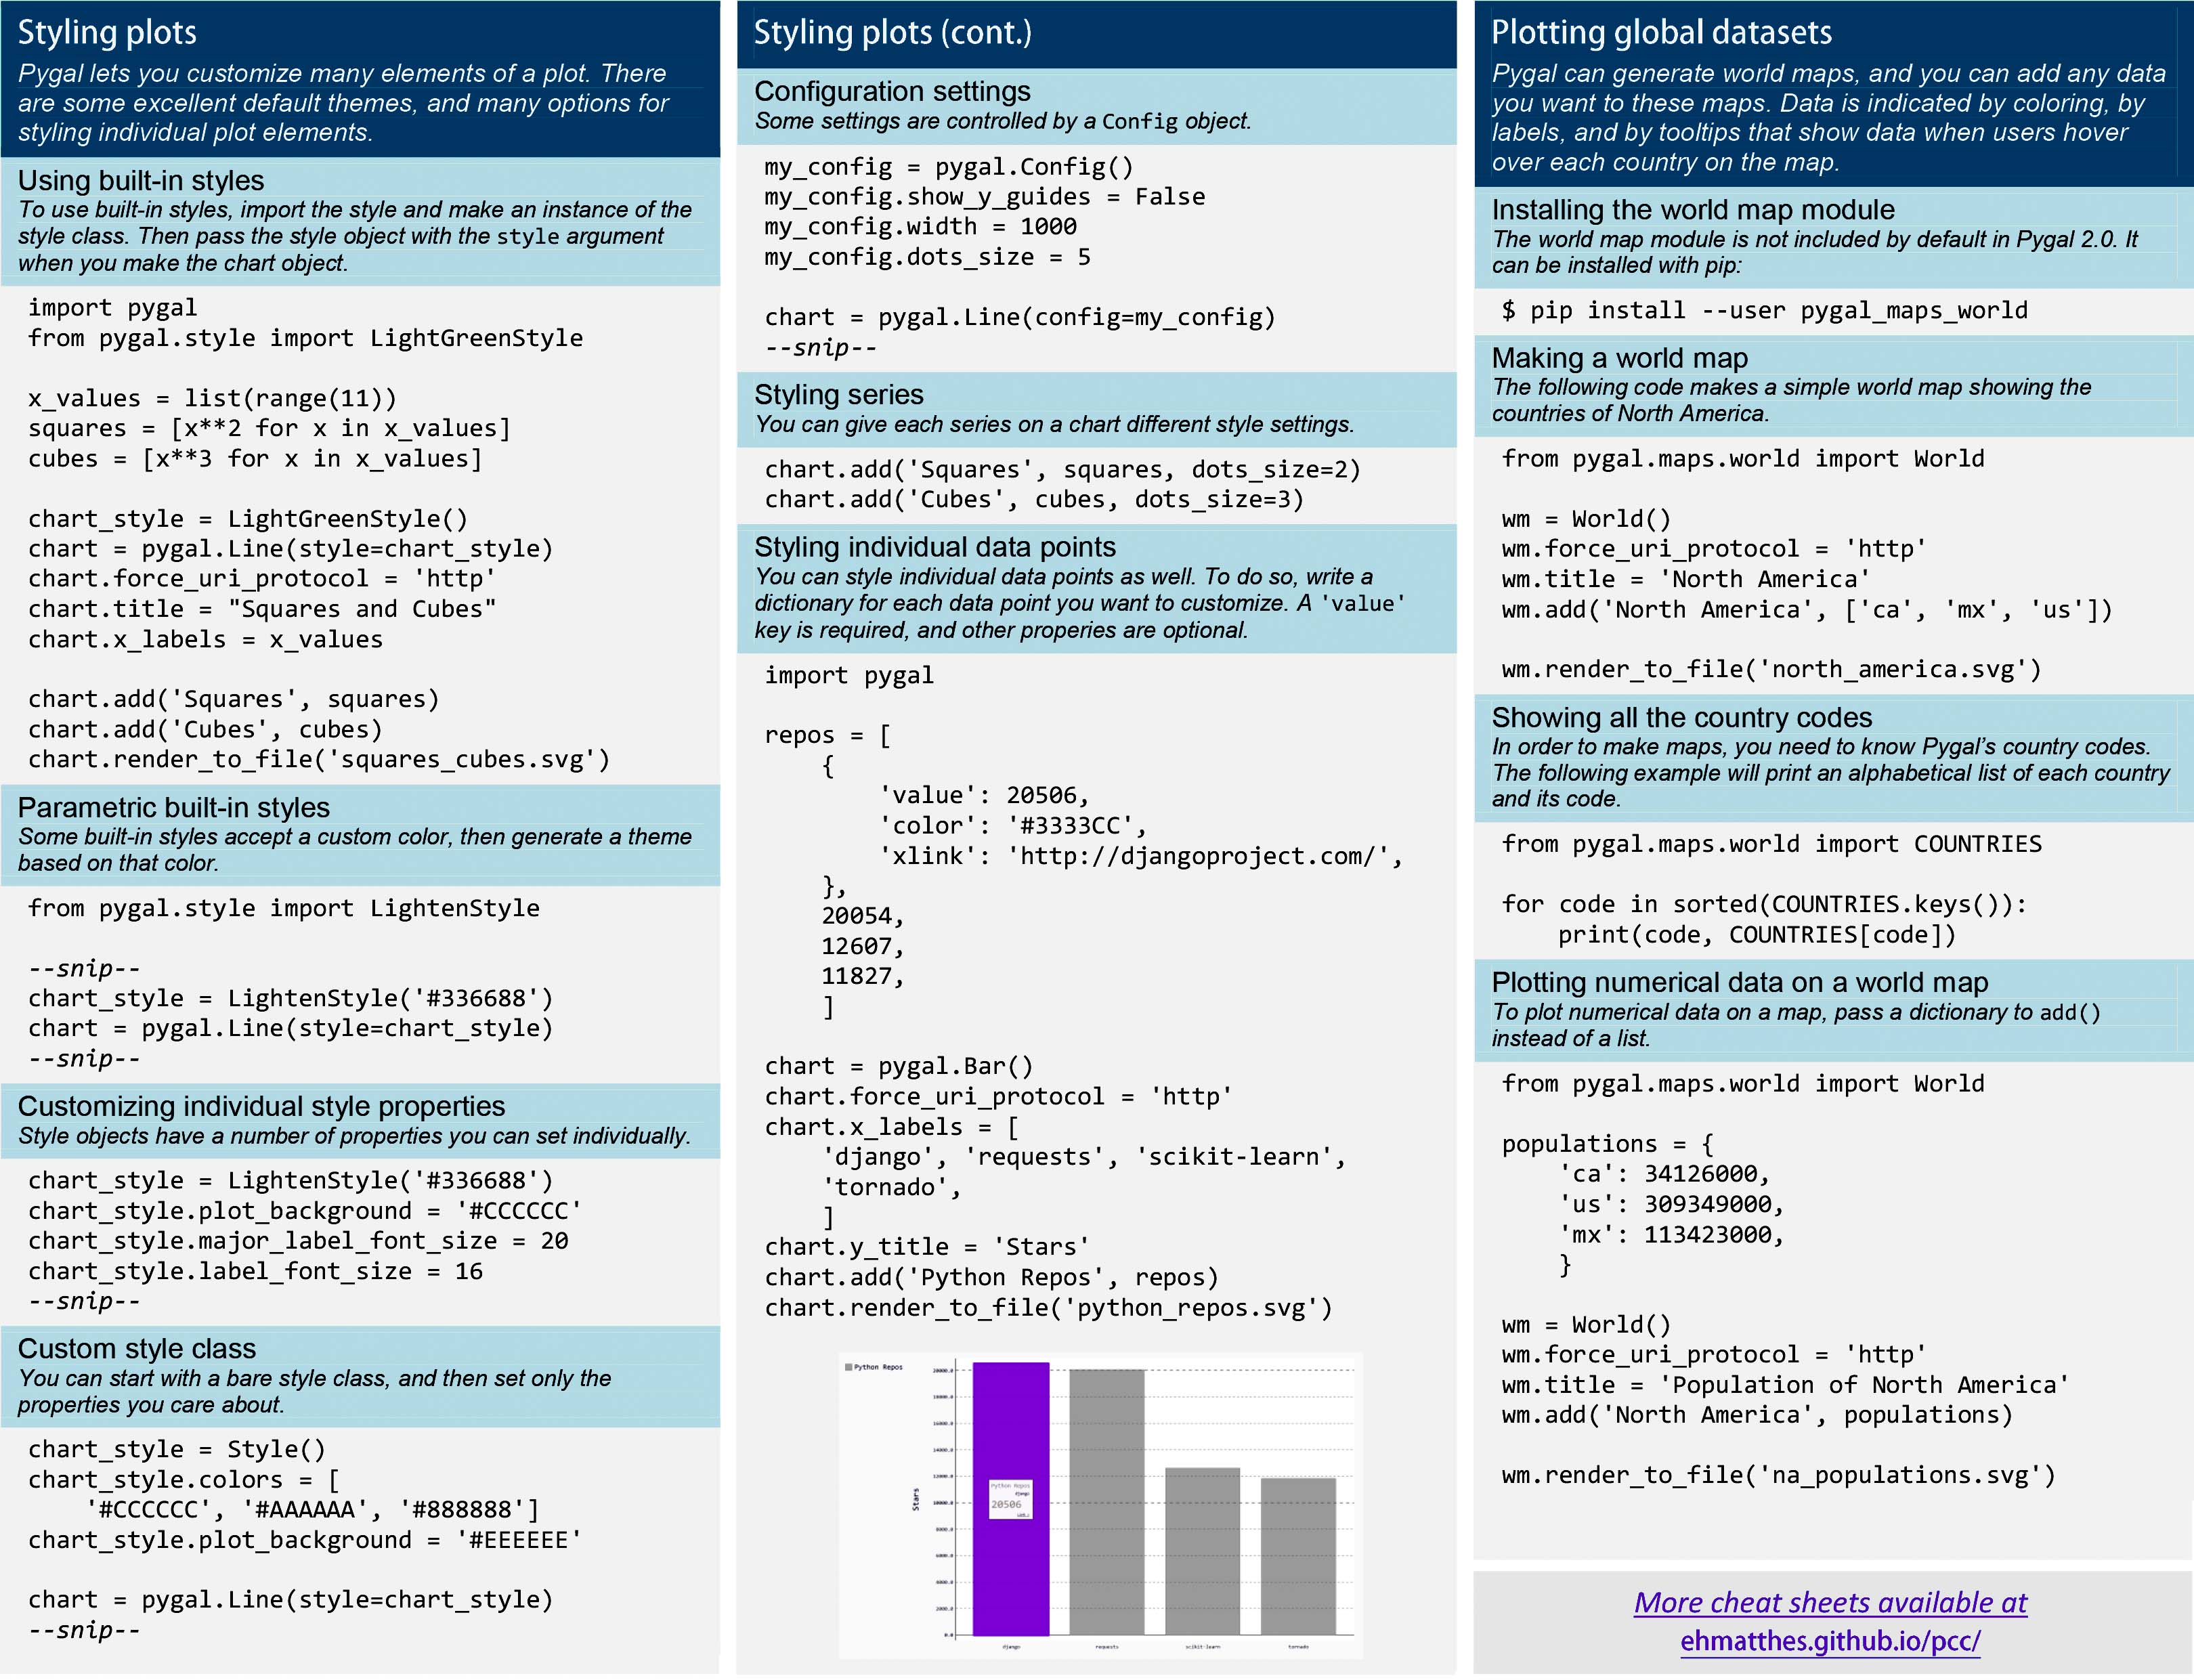 Styling plots
Pygal lets you customize many elements of a plot. There
are some excellent default themes, and many options for
styling individual plot elements.
Using built-in styles
To use built-in styles, import the style and make an instance of the
style class. Then pass the style object with the style argument
when you make the chart object.
import pygal
from pygal.style import LightGreenStyle
x_values = list(range(11))
squares = [x**2 for x in x_values]
cubes = [x**3 for x in x_values]
chart_style = LightGreenStyle()
chart = pygal.Line(style=chart_style)
chart.force_uri_protocol = 'http'
chart.title = "Squares and Cubes"
chart.x_labels = x_values
chart.add('Squares', squares)
chart.add('Cubes', cubes)
chart.render_to_file('squares_cubes.svg')
Parametric built-in styles
Some built-in styles accept a custom color, then generate a theme
based on that color.
from pygal.style import LightenStyle
--snip--
chart_style = LightenStyle('#336688')
chart = pygal.Line(style=chart_style)
--snip--
Customizing individual style properties
Style objects have a number of properties you can set individually.
chart_style = LightenStyle('#336688')
chart_style.plot_background = '#CCCCCC'
chart_style.major_label_font_size = 20
chart_style.label_font_size = 16
--snip--
Custom style class
You can start with a bare style class, and then set only the
properties you care about.
chart_style = Style()
chart_style.colors = [
'#CCCCCC', '#AAAAAA', '#888888']
chart_style.plot_background = '#EEEEEE'
chart = pygal.Line(style=chart_style)
--snip--
Styling plots (cont.)
Configuration settings
Some settings are controlled by a Config object.
my_config = pygal.Config()
my_config.show_y_guides = False
my_config.width = 1000
my_config.dots_size = 5
chart = pygal.Line(config=my_config)
--snip--
Styling series
You can give each series on a chart different style settings.
chart.add('Squares', squares, dots_size=2)
chart.add('Cubes', cubes, dots_size=3)
Styling individual data points
You can style individual data points as well. To do so, write a
dictionary for each data point you want to customize. A 'value'
key is required, and other properies are optional.
import pygal
repos = [
{
'value': 20506,
'color': '#3333CC',
'xlink': 'http://djangoproject.com/',
},
20054,
12607,
11827,
]
chart = pygal.Bar()
chart.force_uri_protocol = 'http'
chart.x_labels = [
'django', 'requests', 'scikit-learn',
'tornado',
]
chart.y_title = 'Stars'
chart.add('Python Repos', repos)
chart.render_to_file('python_repos.svg')
Python Repos
20000.0
18000.0
16000.0
14000.0
12000.0
10000.0
8000.0
6000.0
4000.0
2000.0
0.0
Stars
Python Repos
django
20506
django
requests
scikit-learn
tornado
Plotting global datasets
Pygal can generate world maps, and you can add any data
you want to these maps. Data is indicated by coloring, by
labels, and by tooltips that show data when users hover
over each country on the map.
Installing the world map module
The world map module is not included by default in Pygal 2.0. It
can be installed with pip:
$ pip install --user pygal_maps_world
Making a world map
The following code makes a simple world map showing the
countries of North America.
from pygal.maps.world import World
wm = World()
wm.force_uri_protocol = 'http'
wm.title = 'North America'
wm.add('North America', ['ca', 'mx', 'us'])
wm.render_to_file('north_america.svg')
Showing all the country codes
In order to make maps, you need to know Pygal’s country codes.
The following example will print an alphabetical list of each country
and its code.
from pygal.maps.world import COUNTRIES
for code in sorted(COUNTRIES.keys()):
print(code, COUNTRIES[code])
Plotting numerical data on a world map
To plot numerical data on a map, pass a dictionary to add()
instead of a list.
from pygal.maps.world import World
populations = {
'ca': 34126000,
'us': 309349000,
'mx': 113423000,
}
wm = World()
wm.force_uri_protocol = 'http'
wm.title = 'Population of North America'
wm.add('North America', populations)
wm.render_to_file('na_populations.svg')
More cheat sheets available at
ehmatthes.github.io/pcc/